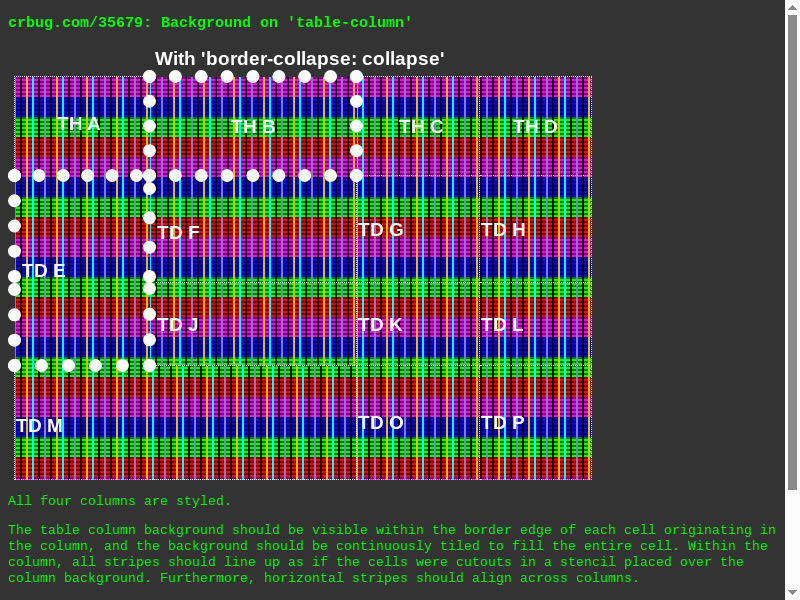 crbug.com/35679: Background on 'table-column'
With 'border-collapse: collapse'
TH A
TH B
TH C
TH D
TD E
TD F
TD G
TD H
TD J
TD K
TD L
TD M
TD O
TD P
All four columns are styled.
The table column background should be visible within the border edge of each cell originating in
the column, and the background should be continuously tiled to fill the entire cell. Within the
column, all stripes should line up as if the cells were cutouts in a stencil placed over the
column background. Furthermore, horizontal stripes should align across columns.